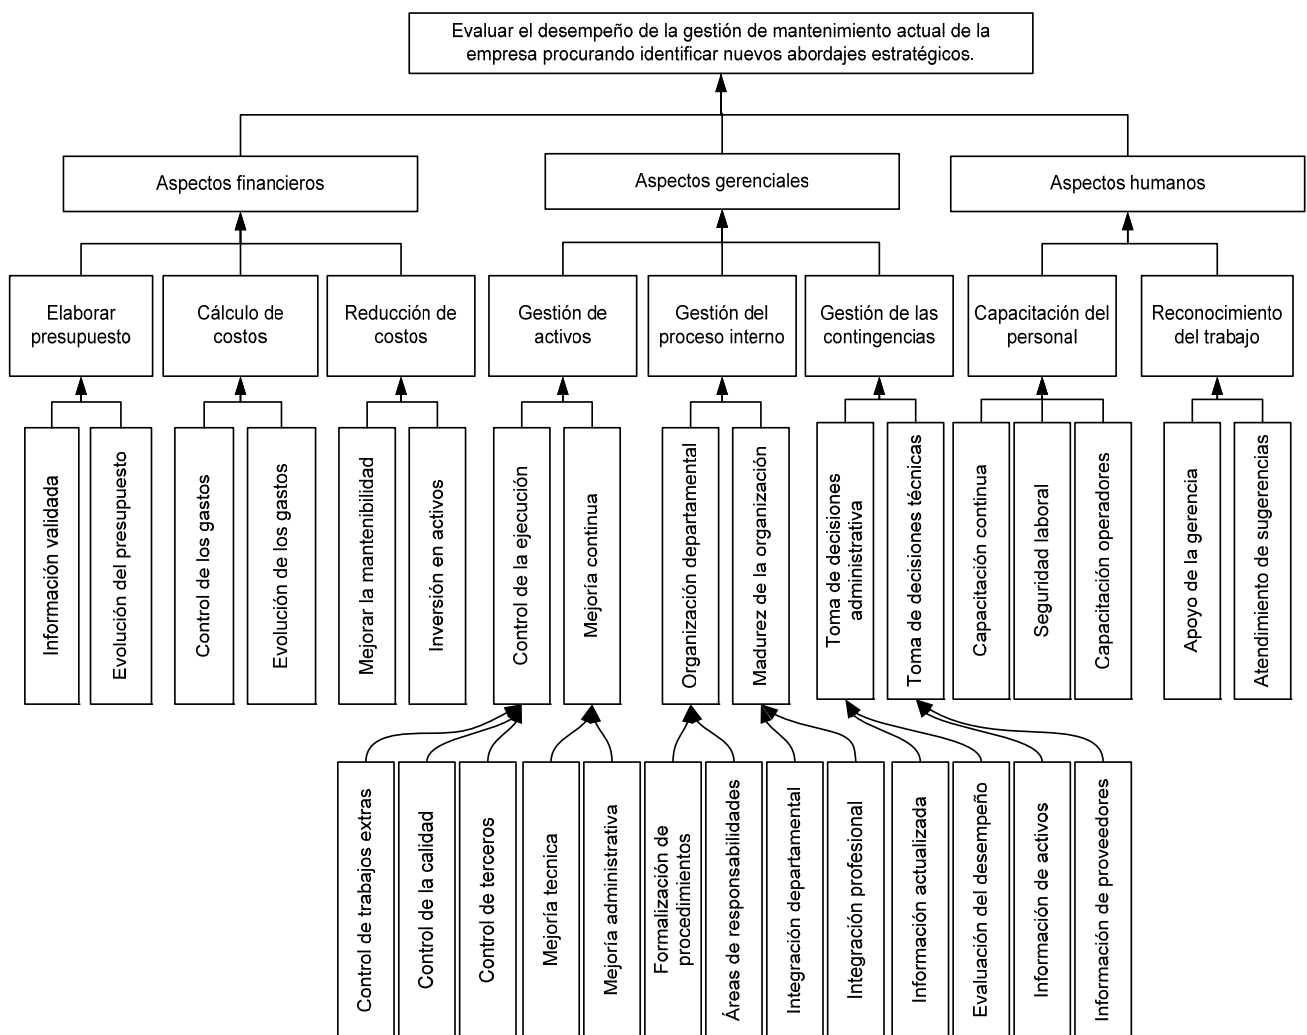 Evaluar el desempeño de la gestión de mantenimiento actual de la
empresa procurando identificar nuevos abordajes estratégicos.
Aspectos financieros
Aspectos gerenciales
Aspectos humanos
Elaborar
presupuesto
Cálculo de
costos
Reducción de
costos
Gestión de
activos
Gestión del
proceso interno
Gestión de las
contingencias
Capacitación del
personal
Reconocimiento
del trabajo
Información validada
Evolución del presupuesto
Control de los gastos
Evolución de los gastos
Mejorar la mantenibilidad
Inversión en activos
Control de la ejecución
Mejoría continua
Organización departamental
Madurez de la organización
Toma de decisiones
administrativa
Toma de decisiones técnicas
Capacitación continua
Seguridad laboral
Capacitación operadores
Apoyo de la gerencia
Atendimiento de sugerencias
Control de trabajos extras
Control de la calidad
Control de terceros
Mejoría tecnica
Mejoría administrativa
Formalización de
procedimientos
Áreas de responsabilidades
Integración departamental
Integración profesional
Información actualizada
Evaluación del desempeño
Información de activos
Información de proveedores